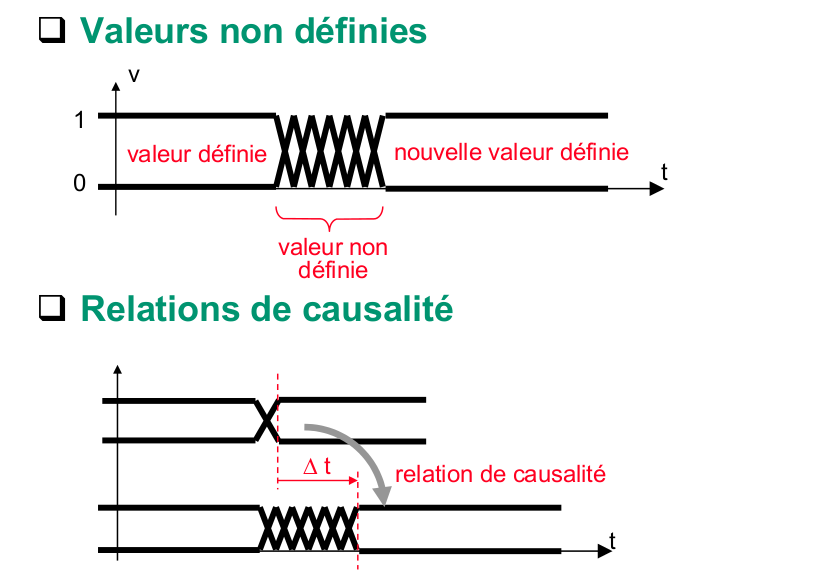 Valeurs non définies
v
1
valeur définie
nouvelle valeur définie
t
0
valeur non
définie
Relations de causalité
Δ t
relation de causalité
t